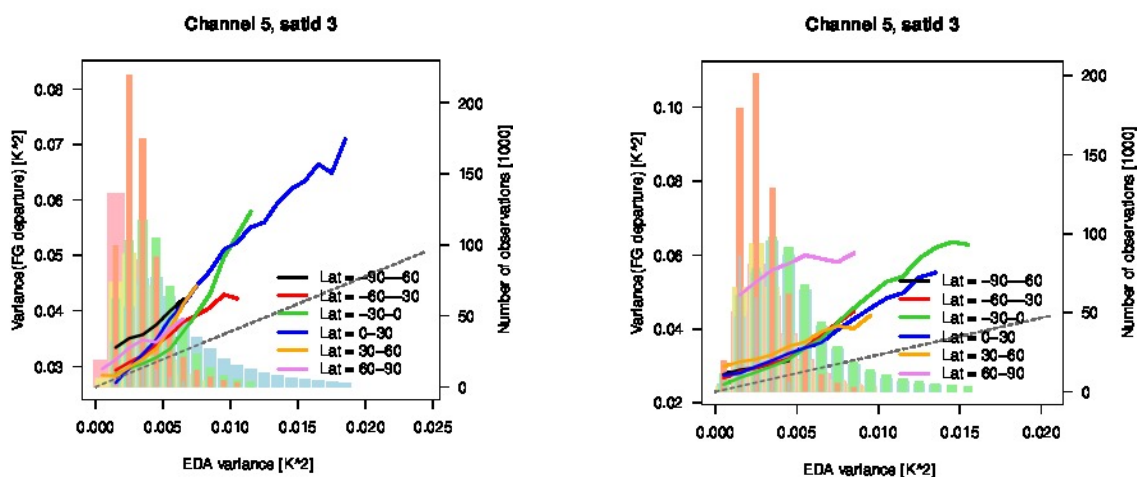 Channel 5, satid 3
Variance(FG departure) [K^2]
0.08
0.07
0.06
0.05
0.04
0.03
200
150
100
50
0
Number of observations [1000]
Lat = −90−−60
Lat = −60−−30
Lat = −30−0
Lat = 0−30
Lat = 30−60
Lat = 60−90
0.000 0.005 0.010 0.015 0.020 0.025
EDA variance [K^2]
Channel 5, satid 3
Variance(FG departure) [K^2]
0.10
0.08
0.06
0.04
0.02
200
150
100
50
0
Number of observations [1000]
Lat = −90−−60
Lat = −60−−30
Lat = −30−0
Lat = 0−30
Lat = 30−60
Lat = 60−90
0.000 0.005 0.010 0.015 0.020
EDA variance [K^2]